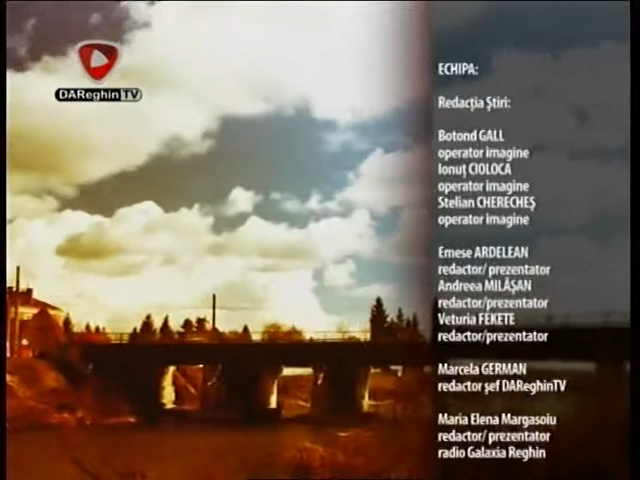 DAReghin TV
ECHIPA:
Redacția Știri:
Botond GALL
operator imagine
Ionuț CIOLOCA
operator imagine
Stelian CHERECHEȘ
operator imagine
Emese ARDELEAN
redactor/ prezentator
Andreea MILĂȘAN
redactor/prezentator
Veturia FEKETE
redactor/prezentator
Marcela GERMAN
redactor șef DAReghinTV
Maria Elena Margasoiu
redactor/ prezentator
radio Galaxia Reghin